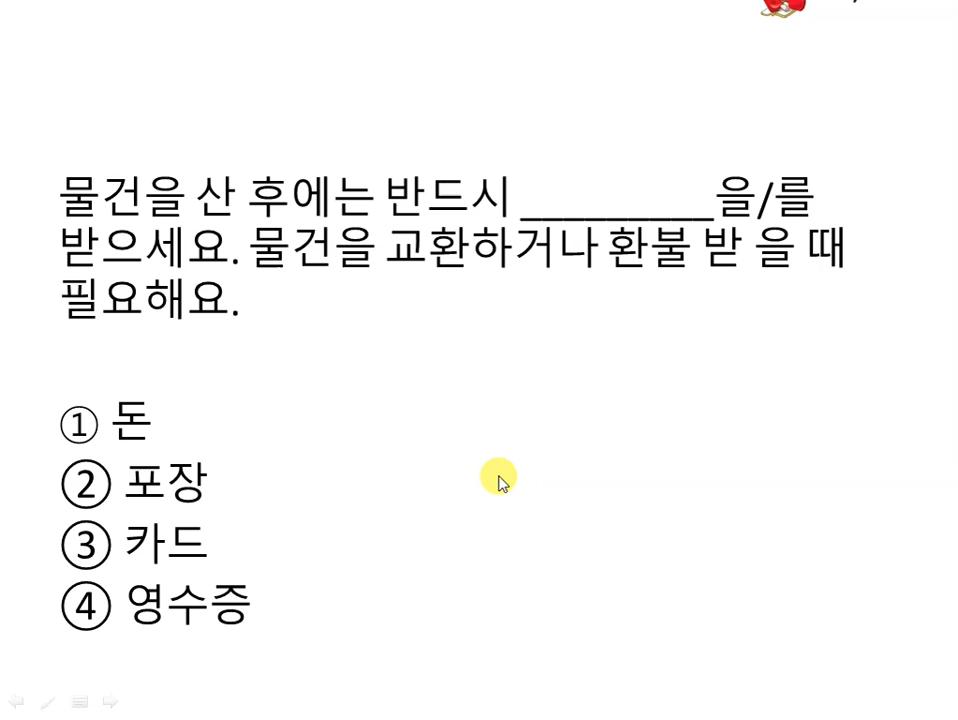 물건을 산 후에는 반드시 _________을/를
받으세요. 물건을 교환하거나 환불 받 을 때
필요해요.
① 돈
② 포장
③ 카드
④ 영수증